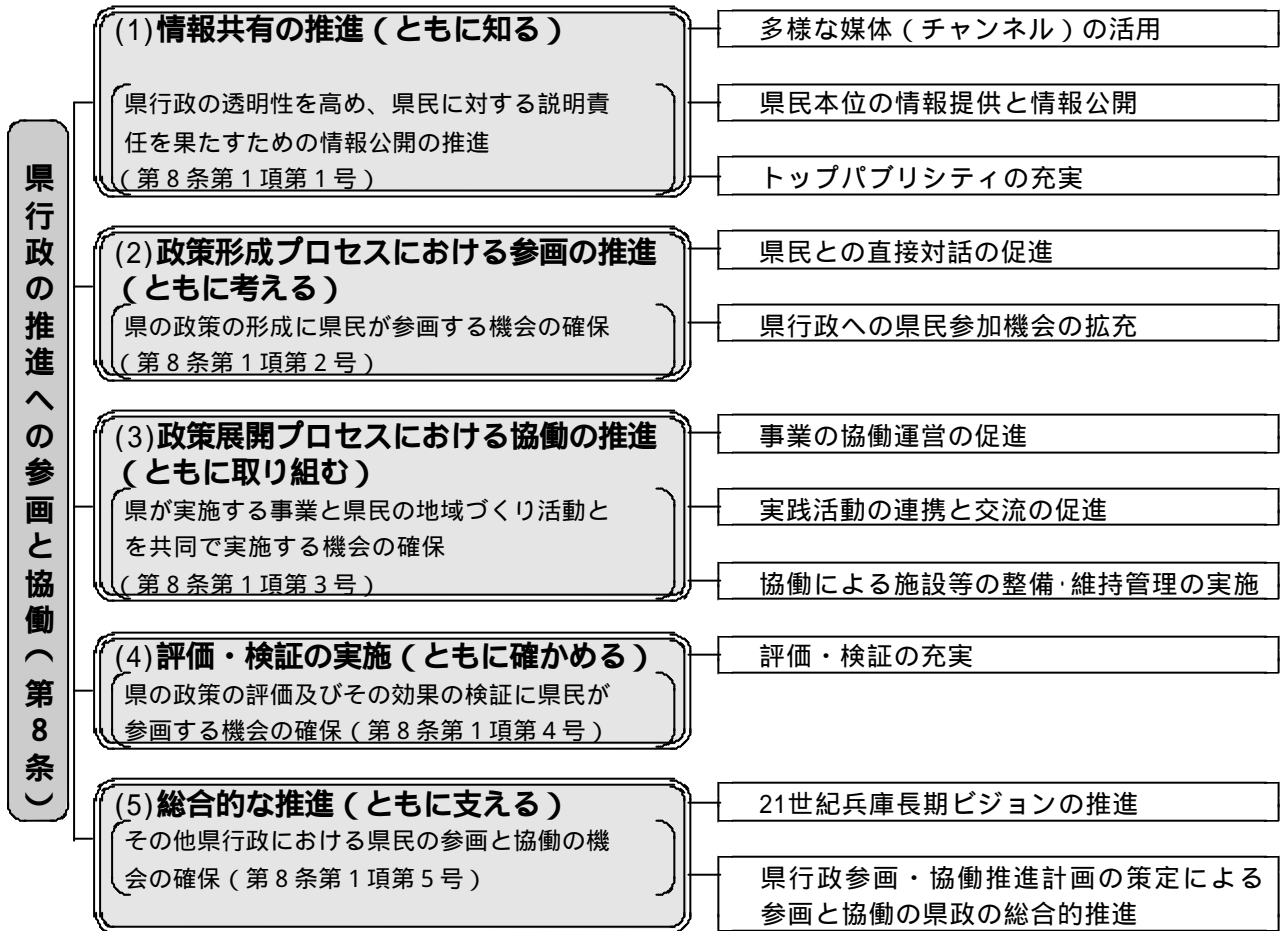 県行政の推進への参画と協働(第8条)
(1)情報共有の推進(ともに知る)
県行政の透明性を高め、県民に対する説明責
任を果たすための情報公開の推進
(第8条第1項第1号)
多様な媒体(チャンネル)の活用
県民本位の情報提供と情報公開
トップパブリシティの充実
(2)政策形成プロセスにおける参画の推進
(ともに考える)
県の政策の形成に県民が参画する機会の確保
(第8条第1項第2号)
県民との直接対話の促進
県行政への県民参加機会の拡充
(3)政策展開プロセスにおける協働の推進
(ともに取り組む)
県が実施する事業と県民の地域づくり活動と
を共同で実施する機会の確保
(第8条第1項第3号)
事業の協働運営の促進
実践活動の連携と交流の促進
協働による施設等の整備・維持管理の実施
(4)評価・検証の実施(ともに確かめる)
県の政策の評価及びその効果の検証に県民が
参画する機会の確保(第8条第1項第4号)
評価・検証の充実
(5)総合的な推進(ともに支える)
その他県行政における県民の参画と協働の機
会の確保(第8条第1項第5号)
21世紀兵庫長期ビジョンの推進
県行政参画・協働推進計画の策定による
参画と協働の県政の総合的推進